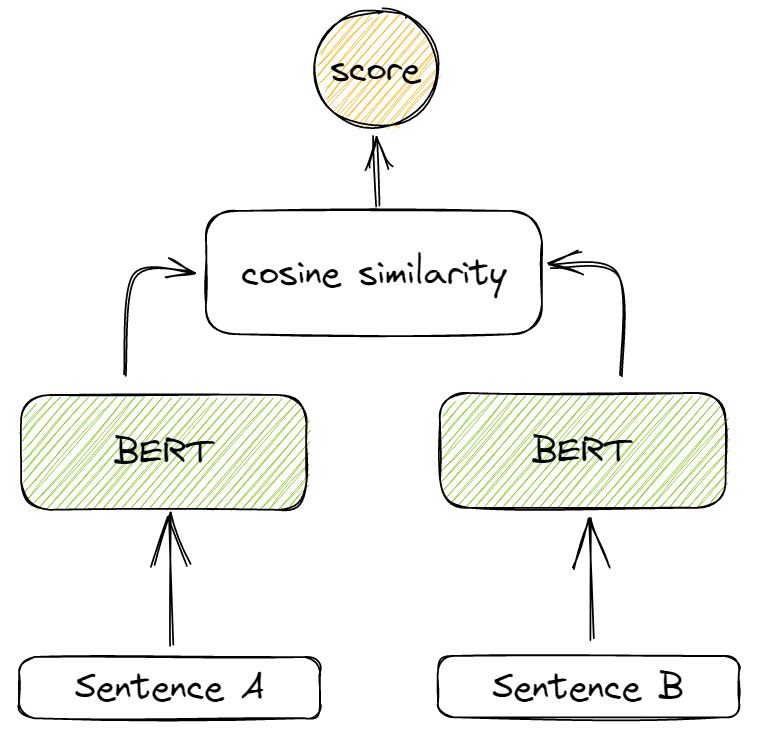 score
cosine similarity
BERT
BERT
Sentence A
Sentence B